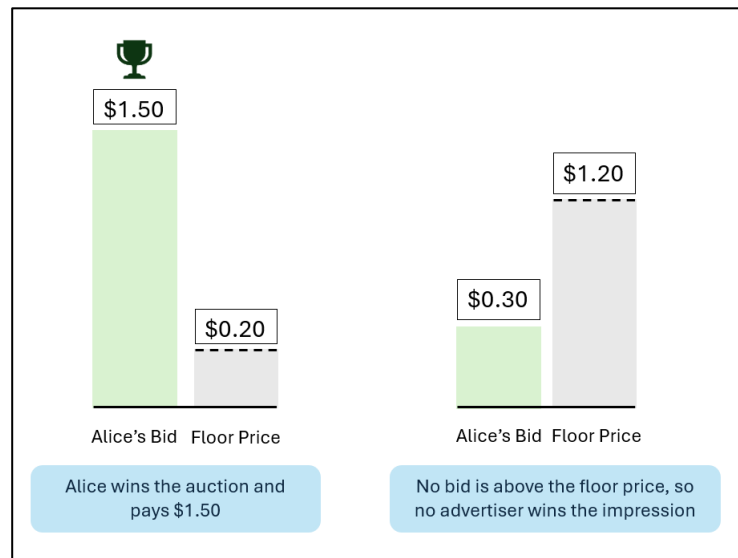 $1.50
$0.20
Alice's Bid Floor Price
Alice wins the auction and
pays $1.50
$1.20
$0.30
Alice's Bid Floor Price
No bid is above the floor price, so
no advertiser wins the impression